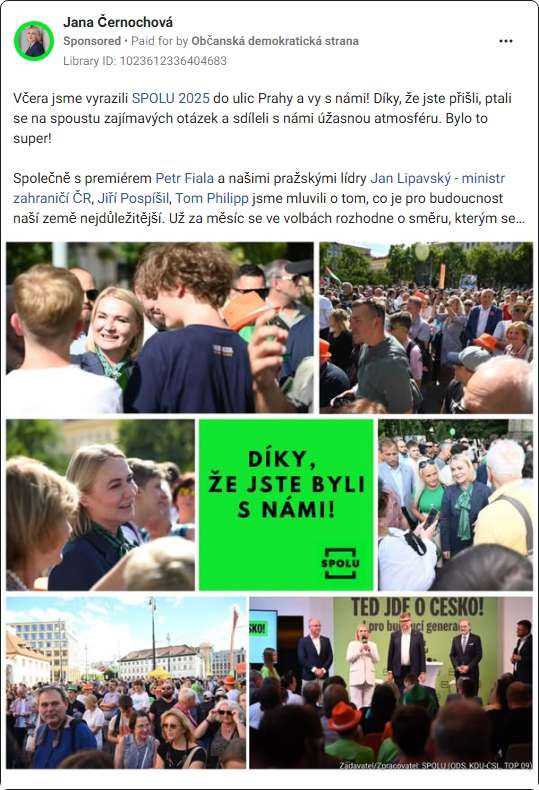 Jana Černochová
Sponsored • Paid for by Občanská demokratická strana
Library ID: 1023612336404683
Včera jsme vyrazili SPOLU 2025 do ulic Prahy a vy s námi! Díky, že jste přišli, ptali
se na spoustu zajímavých otázek a sdíleli s námi úžasnou atmosféru. Bylo to
super!
Společně s premiérem Petr Fiala a našimi pražskými lídry Jan Lipavský - ministr
zahraničí ČR, Jiří Pospíšil, Tom Philipp jsme mluvili o tom, co je pro budoucnost
naší země nejdůležitější. Už za měsíc se ve volbách rozhodne o směru, kterým se...
DÍKY,
ŽE JSTE BYLI
S NÁMI!
SPOLU
TEĎ JDE O ČESKO!
pro budoucí generac
SKO!
Zadavatel/Zpracovatel: SPOLU (ODS, KDU-ČSL, TOP 09)